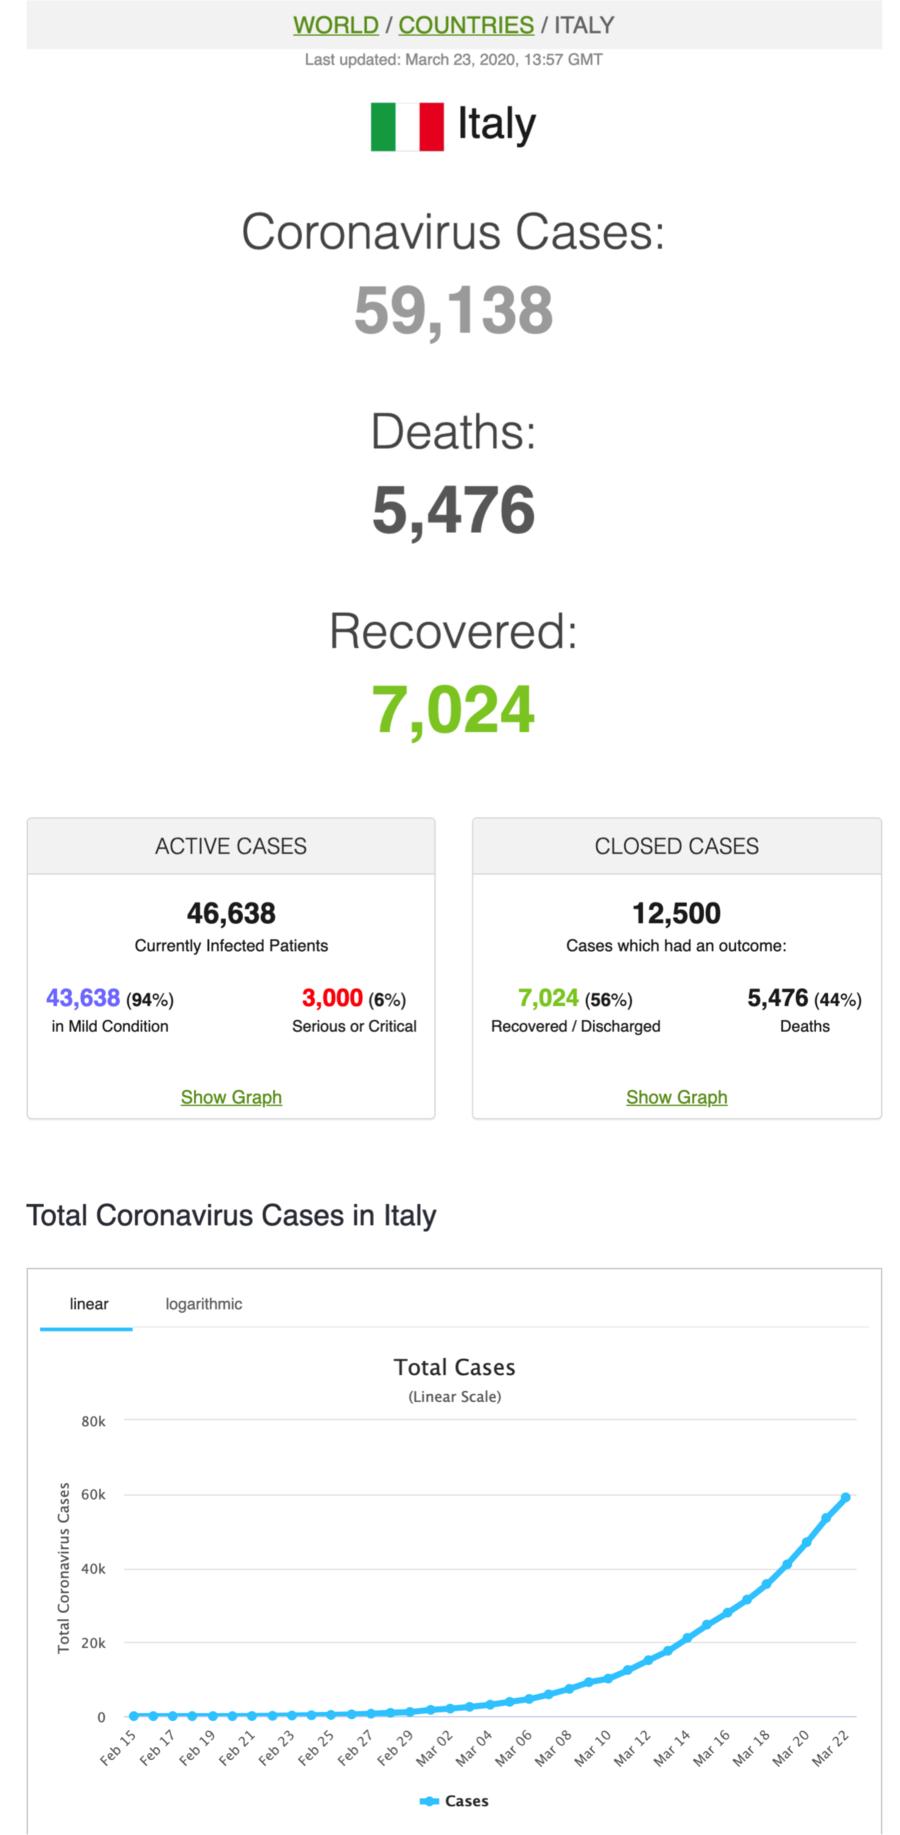 WORLD / COUNTRIES / ITALY
Last updated: March 23, 2020, 13:57 GMT
Italy
Coronavirus Cases:
59,138
Deaths:
5,476
Recovered:
7,024
ACTIVE CASES
46,638
Currently Infected Patients
43,638 (94%)
in Mild Condition
3,000 (6%)
Serious or Critical
Show Graph
CLOSED CASES
12,500
Cases which had an outcome:
7,024 (56%)
Recovered / Discharged
5,476 (44%)
Deaths
Show Graph
Total Coronavirus Cases in Italy
linear logarithmic
Total Cases
(Linear Scale)
Total Coronavirus Cases
80k
60k
40k
20k
0
Feb 15 Feb 17 Feb 19 Feb 21 Feb 23 Feb 25 Feb 27 Feb 29 Mar 02 Mar 04 Mar 06 Mar 08 Mar 10 Mar 12 Mar 14 Mar 16 Mar 18 Mar 20 Mar 22
Cases